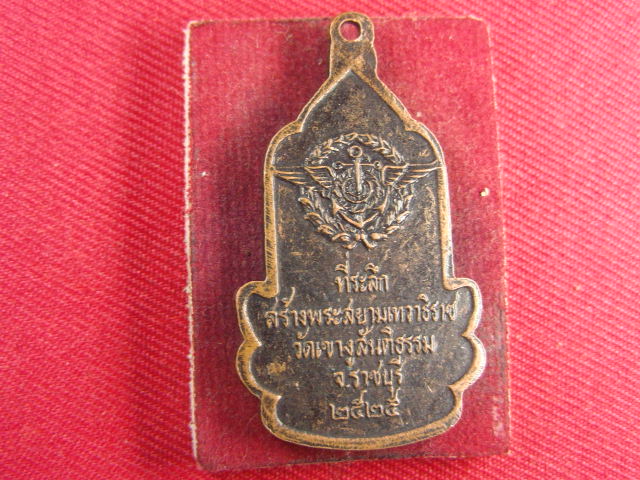 ที่ระลึก
สร้างพระสยามเทวาธิราช
วัดเขางูสันติธรรม
จ.ราชบุรี
๒๕๒๕